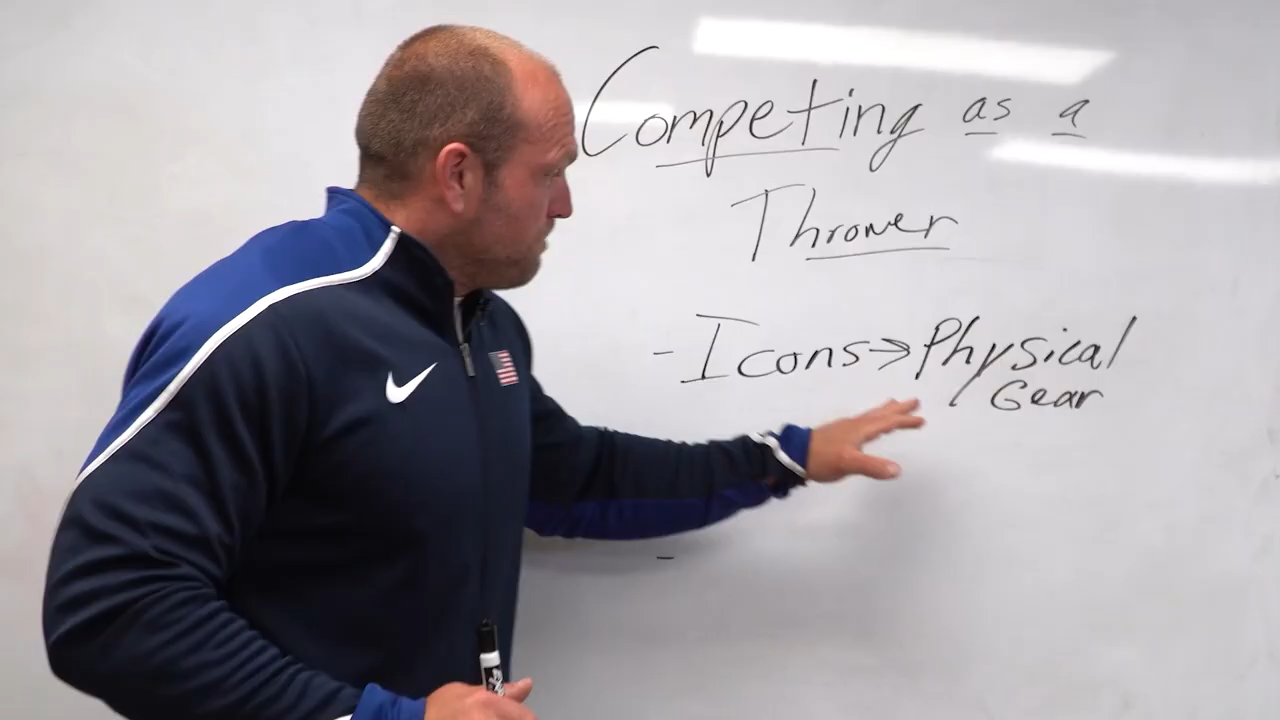 Competing as a
Thrower
- Icons → Physical
Gear
-